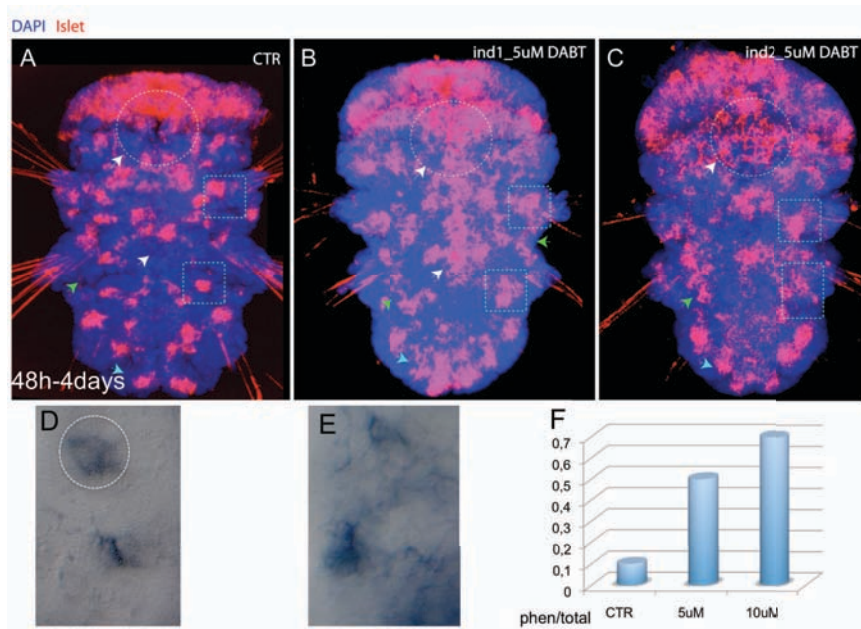 DAPI Islet
A CTR
B ind1_5uM DABT
C ind2_5uM DABT
48h-4days
D
E
F
0,7
0,6
0,5
0,4
0,3
0,2
0,1
0
phen/total CTR 5uM 10uM